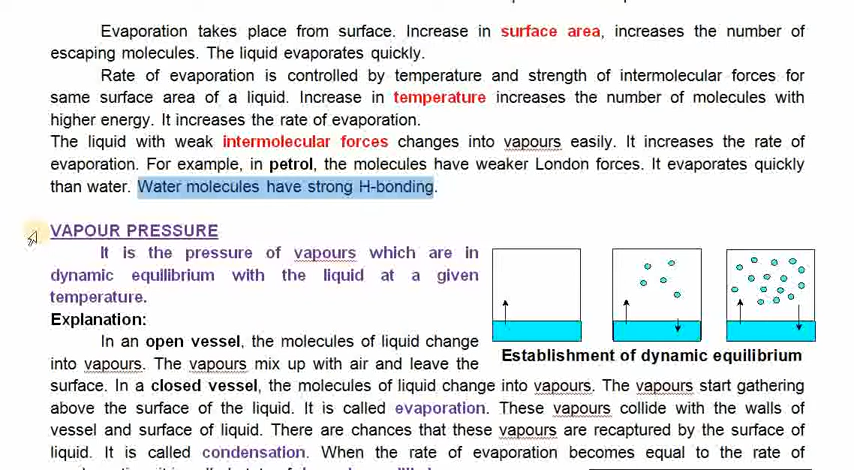 Evaporation takes place from surface. Increase in surface area, increases the number of
escaping molecules. The liquid evaporates quickly.
Rate of evaporation is controlled by temperature and strength of intermolecular forces for
same surface area of a liquid. Increase in temperature increases the number of molecules with
higher energy. It increases the rate of evaporation.
The liquid with weak intermolecular forces changes into vapours easily. It increases the rate of
evaporation. For example, in petrol, the molecules have weaker London forces. It evaporates quickly
than water. Water molecules have strong H-bonding.
VAPOUR PRESSURE
It is the pressure of vapours which are in
dynamic equilibrium with the liquid at a given
temperature.
Explanation:
In an open vessel, the molecules of liquid change
into vapours. The vapours mix up with air and leave the
surface. In a closed vessel, the molecules of liquid change into vapours. The vapours start gathering
above the surface of the liquid. It is called evaporation. These vapours collide with the walls of
vessel and surface of liquid. There are chances that these vapours are recaptured by the surface of
liquid. It is called condensation. When the rate of evaporation becomes equal to the rate of
Establishment of dynamic equilibrium